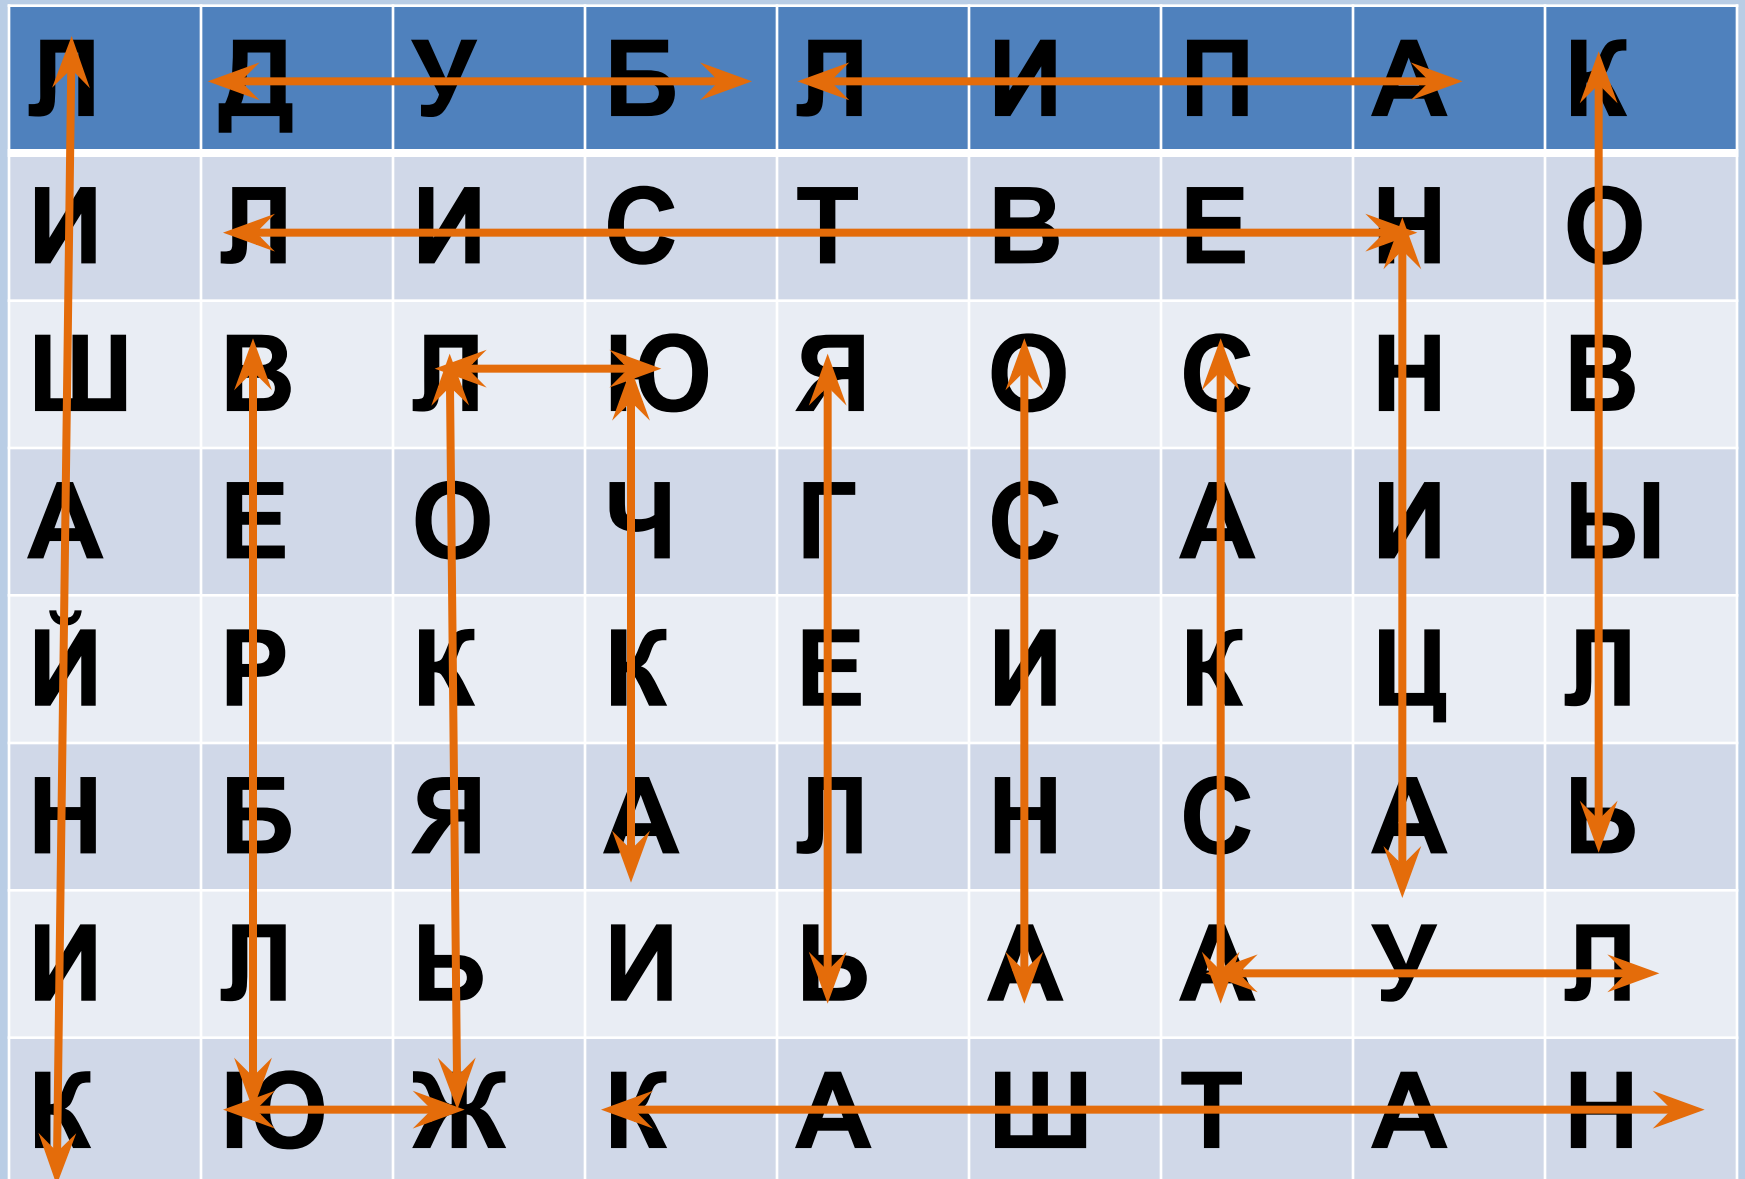 Л Д У Б Л И П А К
И Л И С Т В Е Н О
Ш В Л Ю Я О С Н В
А Е О Ч Г С А И Ы
Й Р К К Е И К Ц Л
Н Б Я А Л Н С А Ь
И Л Ь И Ь А А У Л
К Ю Ж К А Ш Т А Н